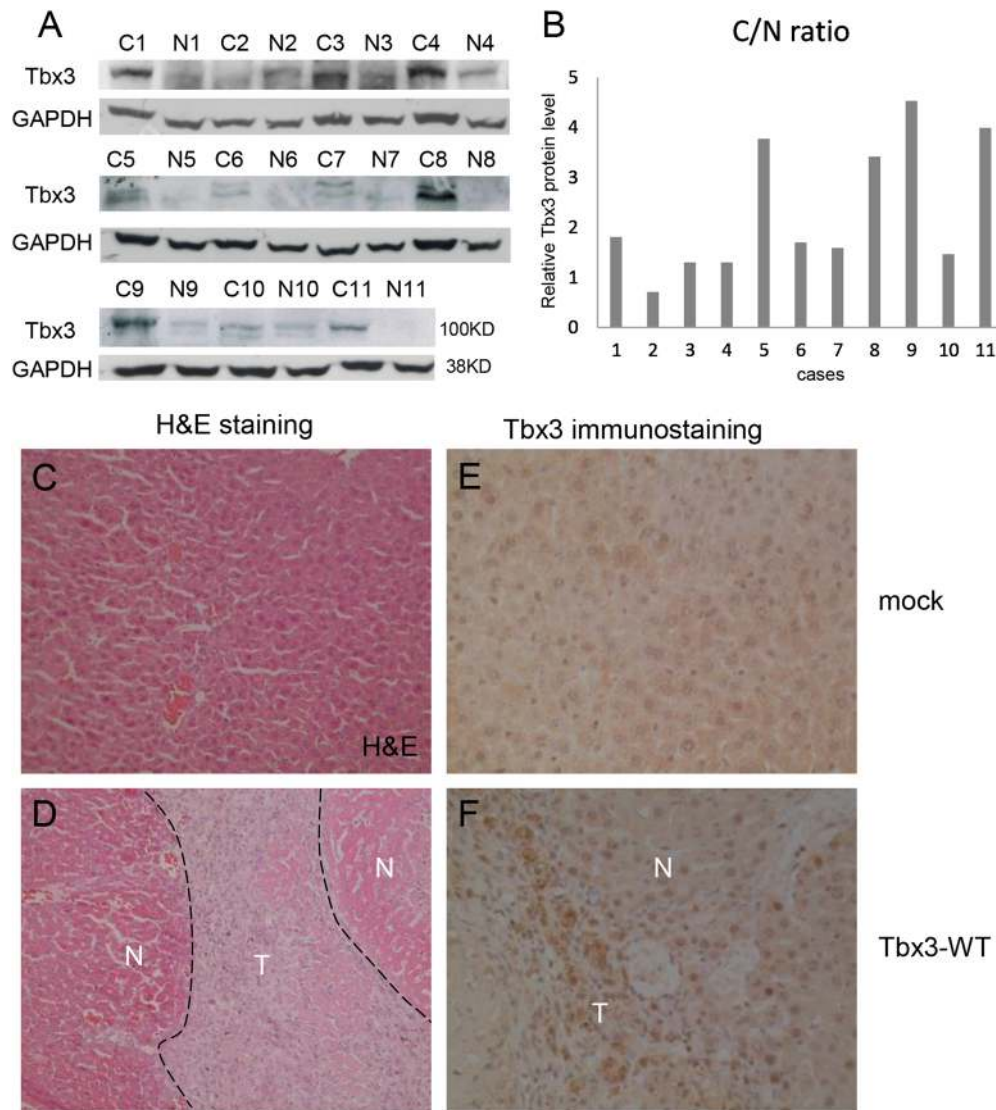 A
C1 N1 C2 N2 C3 N3 C4 N4
Tbx3
GAPDH
C5 N5 C6 N6 C7 N7 C8 N8
Tbx3
GAPDH
C9 N9 C10 N10 C11 N11
Tbx3 100KD
GAPDH 38KD
B
C/N ratio
Relative Tbx3 protein level
5
4
3
2
1
0
1 2 3 4 5 6 7 8 9 10 11
cases
H&E staining
Tbx3 immunostaining
C
H&E
E
mock
D
N
T
N
F
N
T
Tbx3-WT